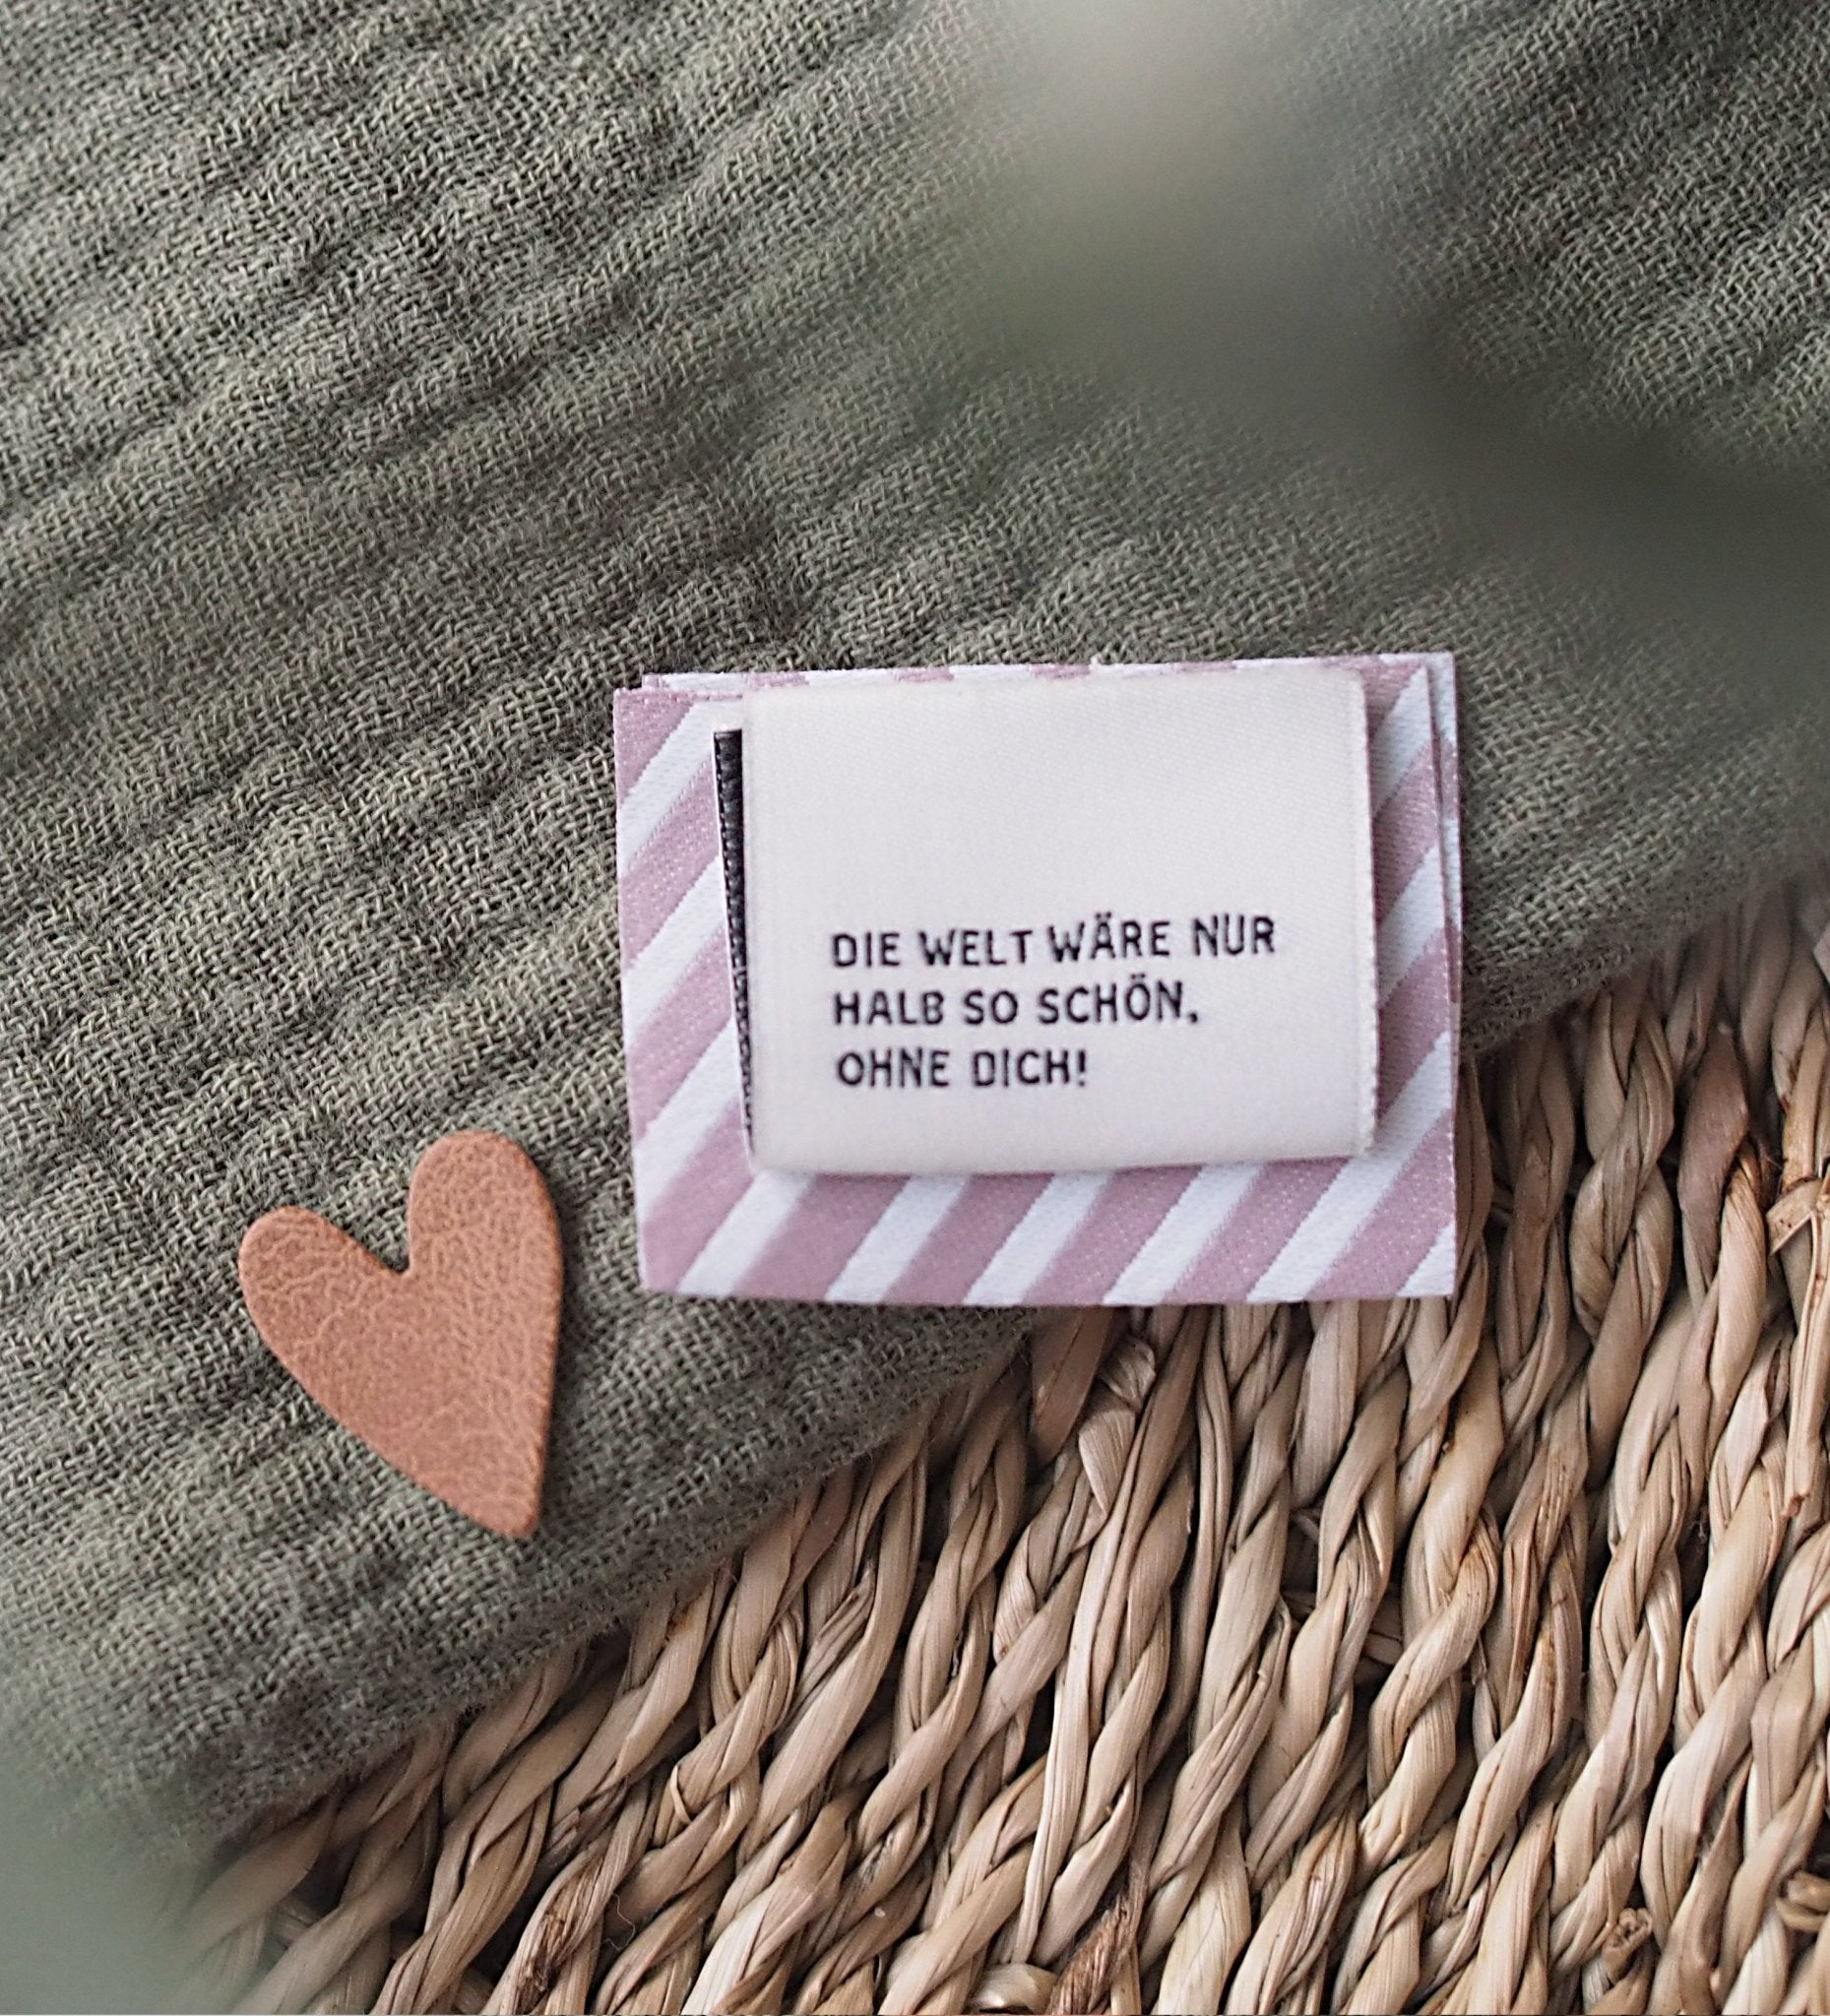 DIE WELT WÄRE NUR
HALB SO SCHÖN,
OHNE DICH!